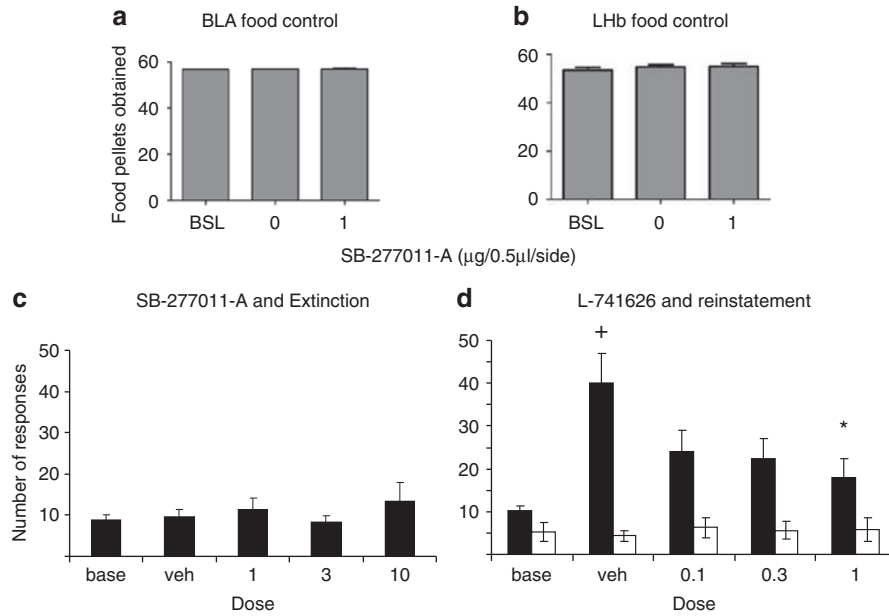 a BLA food control
b LHb food control
Food pellets obtained
60
40
20
0
BSL 0 1
60
40
20
0
BSL 0 1
SB-277011-A (μg/0.5μl/side)
c SB-277011-A and Extinction
d L-741626 and reinstatement
Number of responses
50
40
30
20
10
base veh 1 3 10
Dose
50
40
30
20
10
+
*
base veh 0.1 0.3 1
Dose